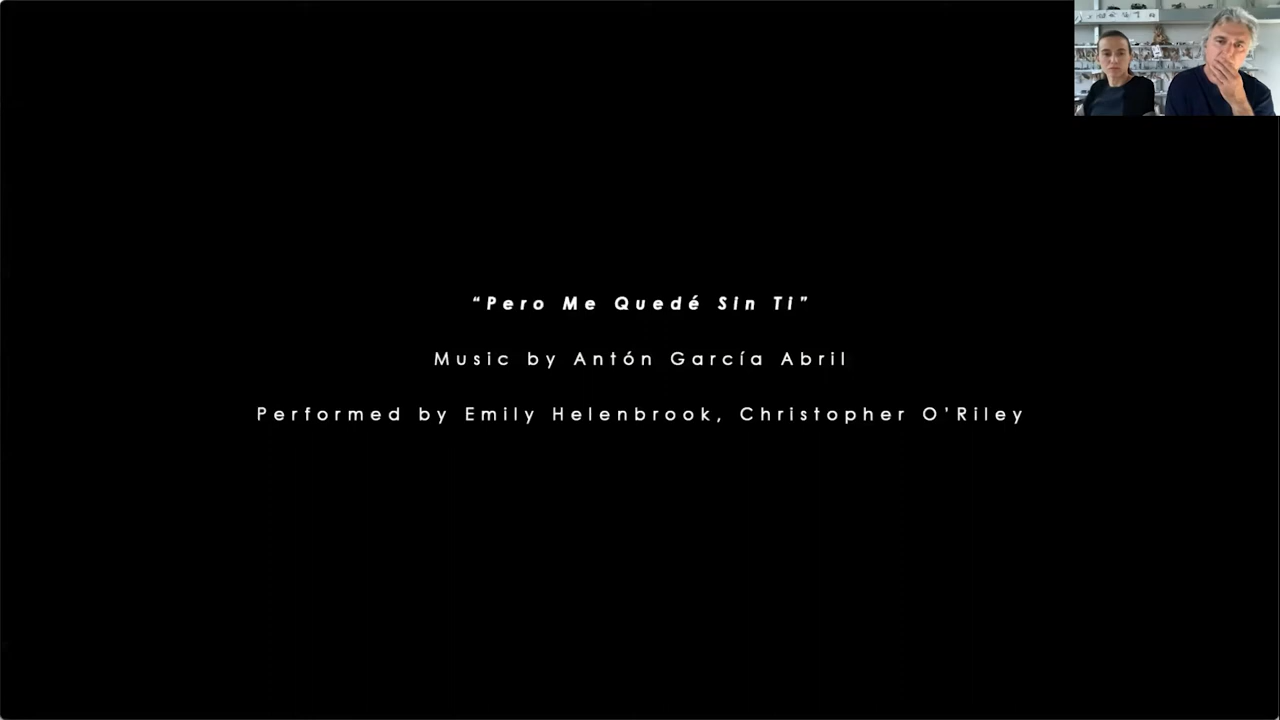 “Pero Me Quedé Sin Ti”
Music by Antón García Abril
Performed by Emily Helenbrook, Christopher O'Riley